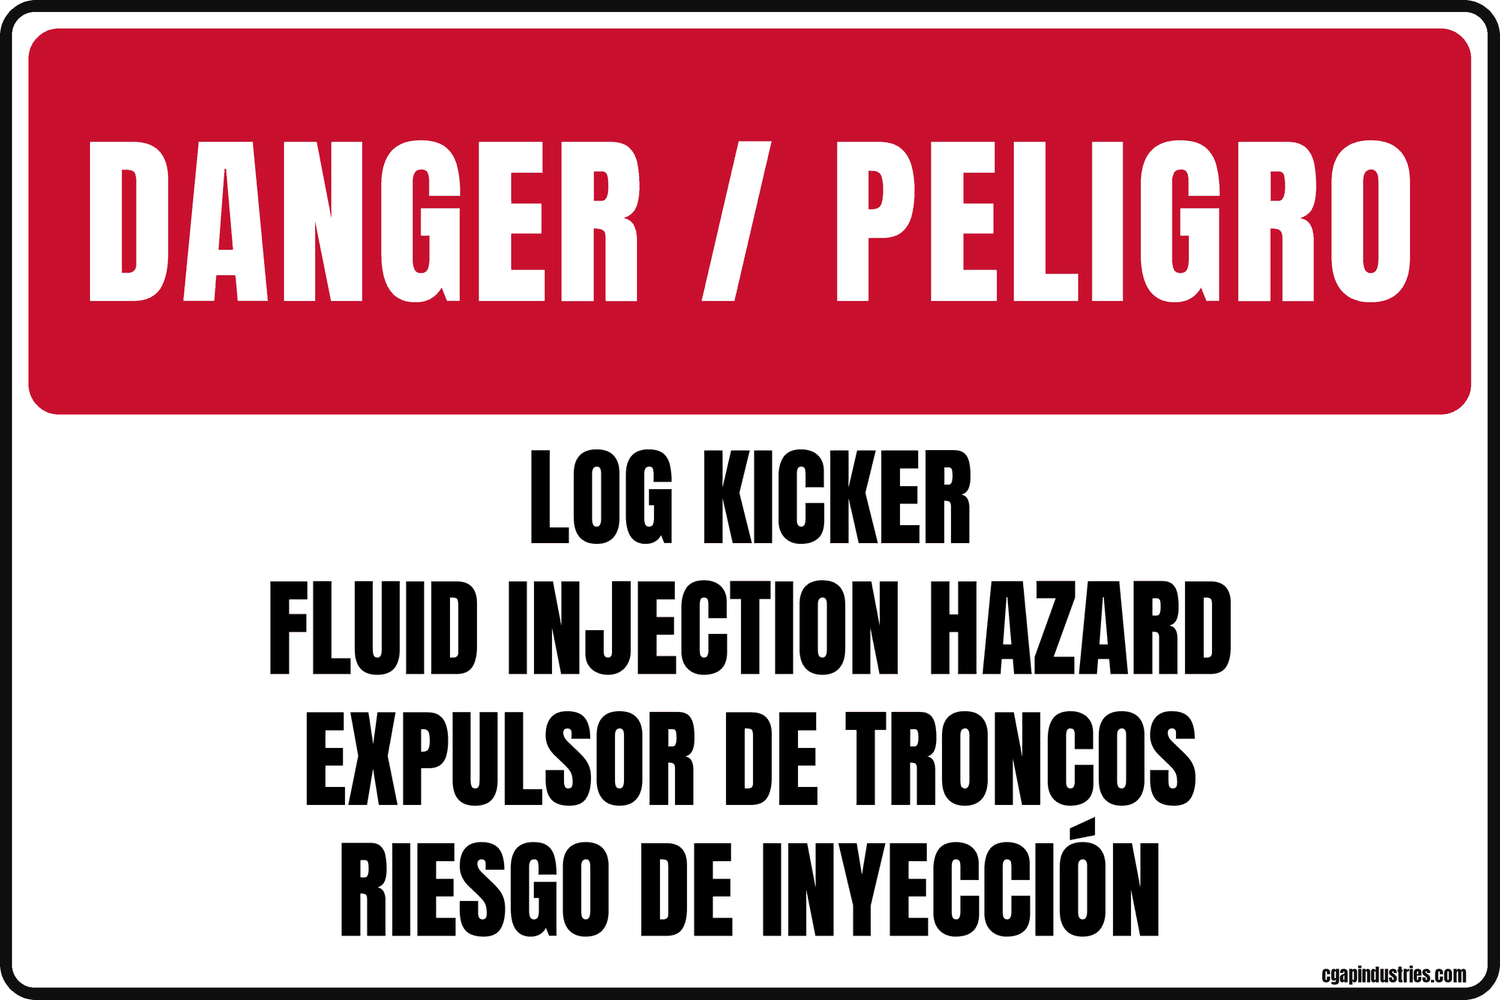 DANGER / PELIGRO
LOG KICKER
FLUID INJECTION HAZARD
EXPULSOR DE TRONCOS
RIESGO DE INYECCIÓN
cgapindustries.com